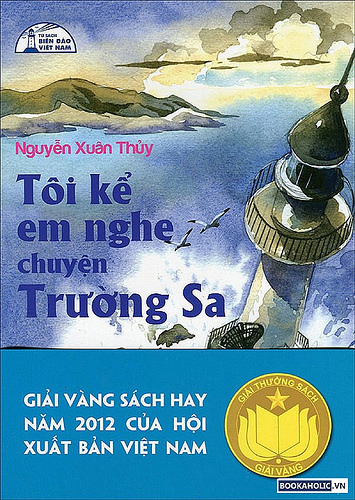 TỦ SÁCH
BIỂN ĐẢO
VIỆT NAM
Nguyễn Xuân Thủy
Tôi kể
em nghe
chuyện
Trường Sa
GIẢI VÀNG SÁCH HAY
NĂM 2012 CỦA HỘI
XUẤT BẢN VIỆT NAM
GIẢI THƯỞNG SÁCH
GIẢI VÀNG
BOOKAHOLIC.VN